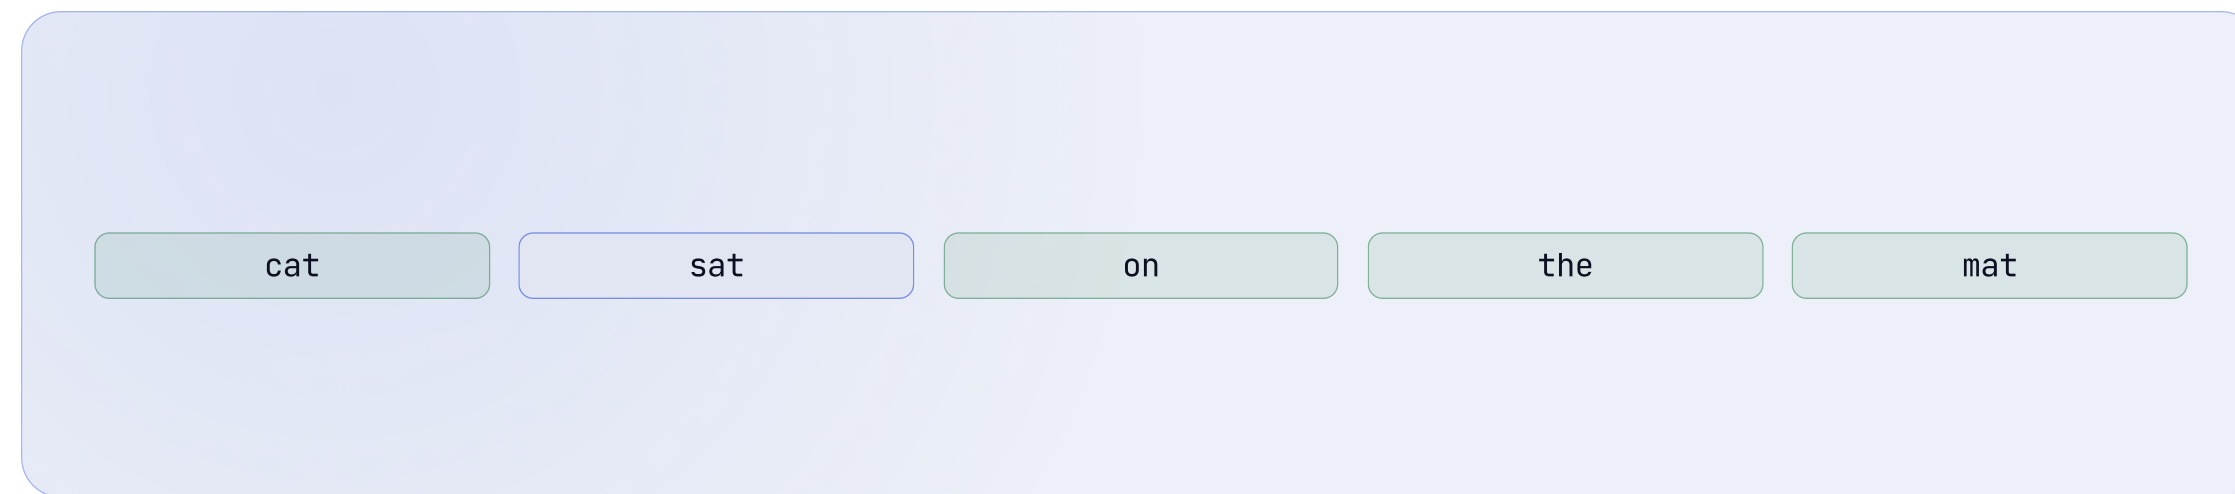 cat sat on the mat